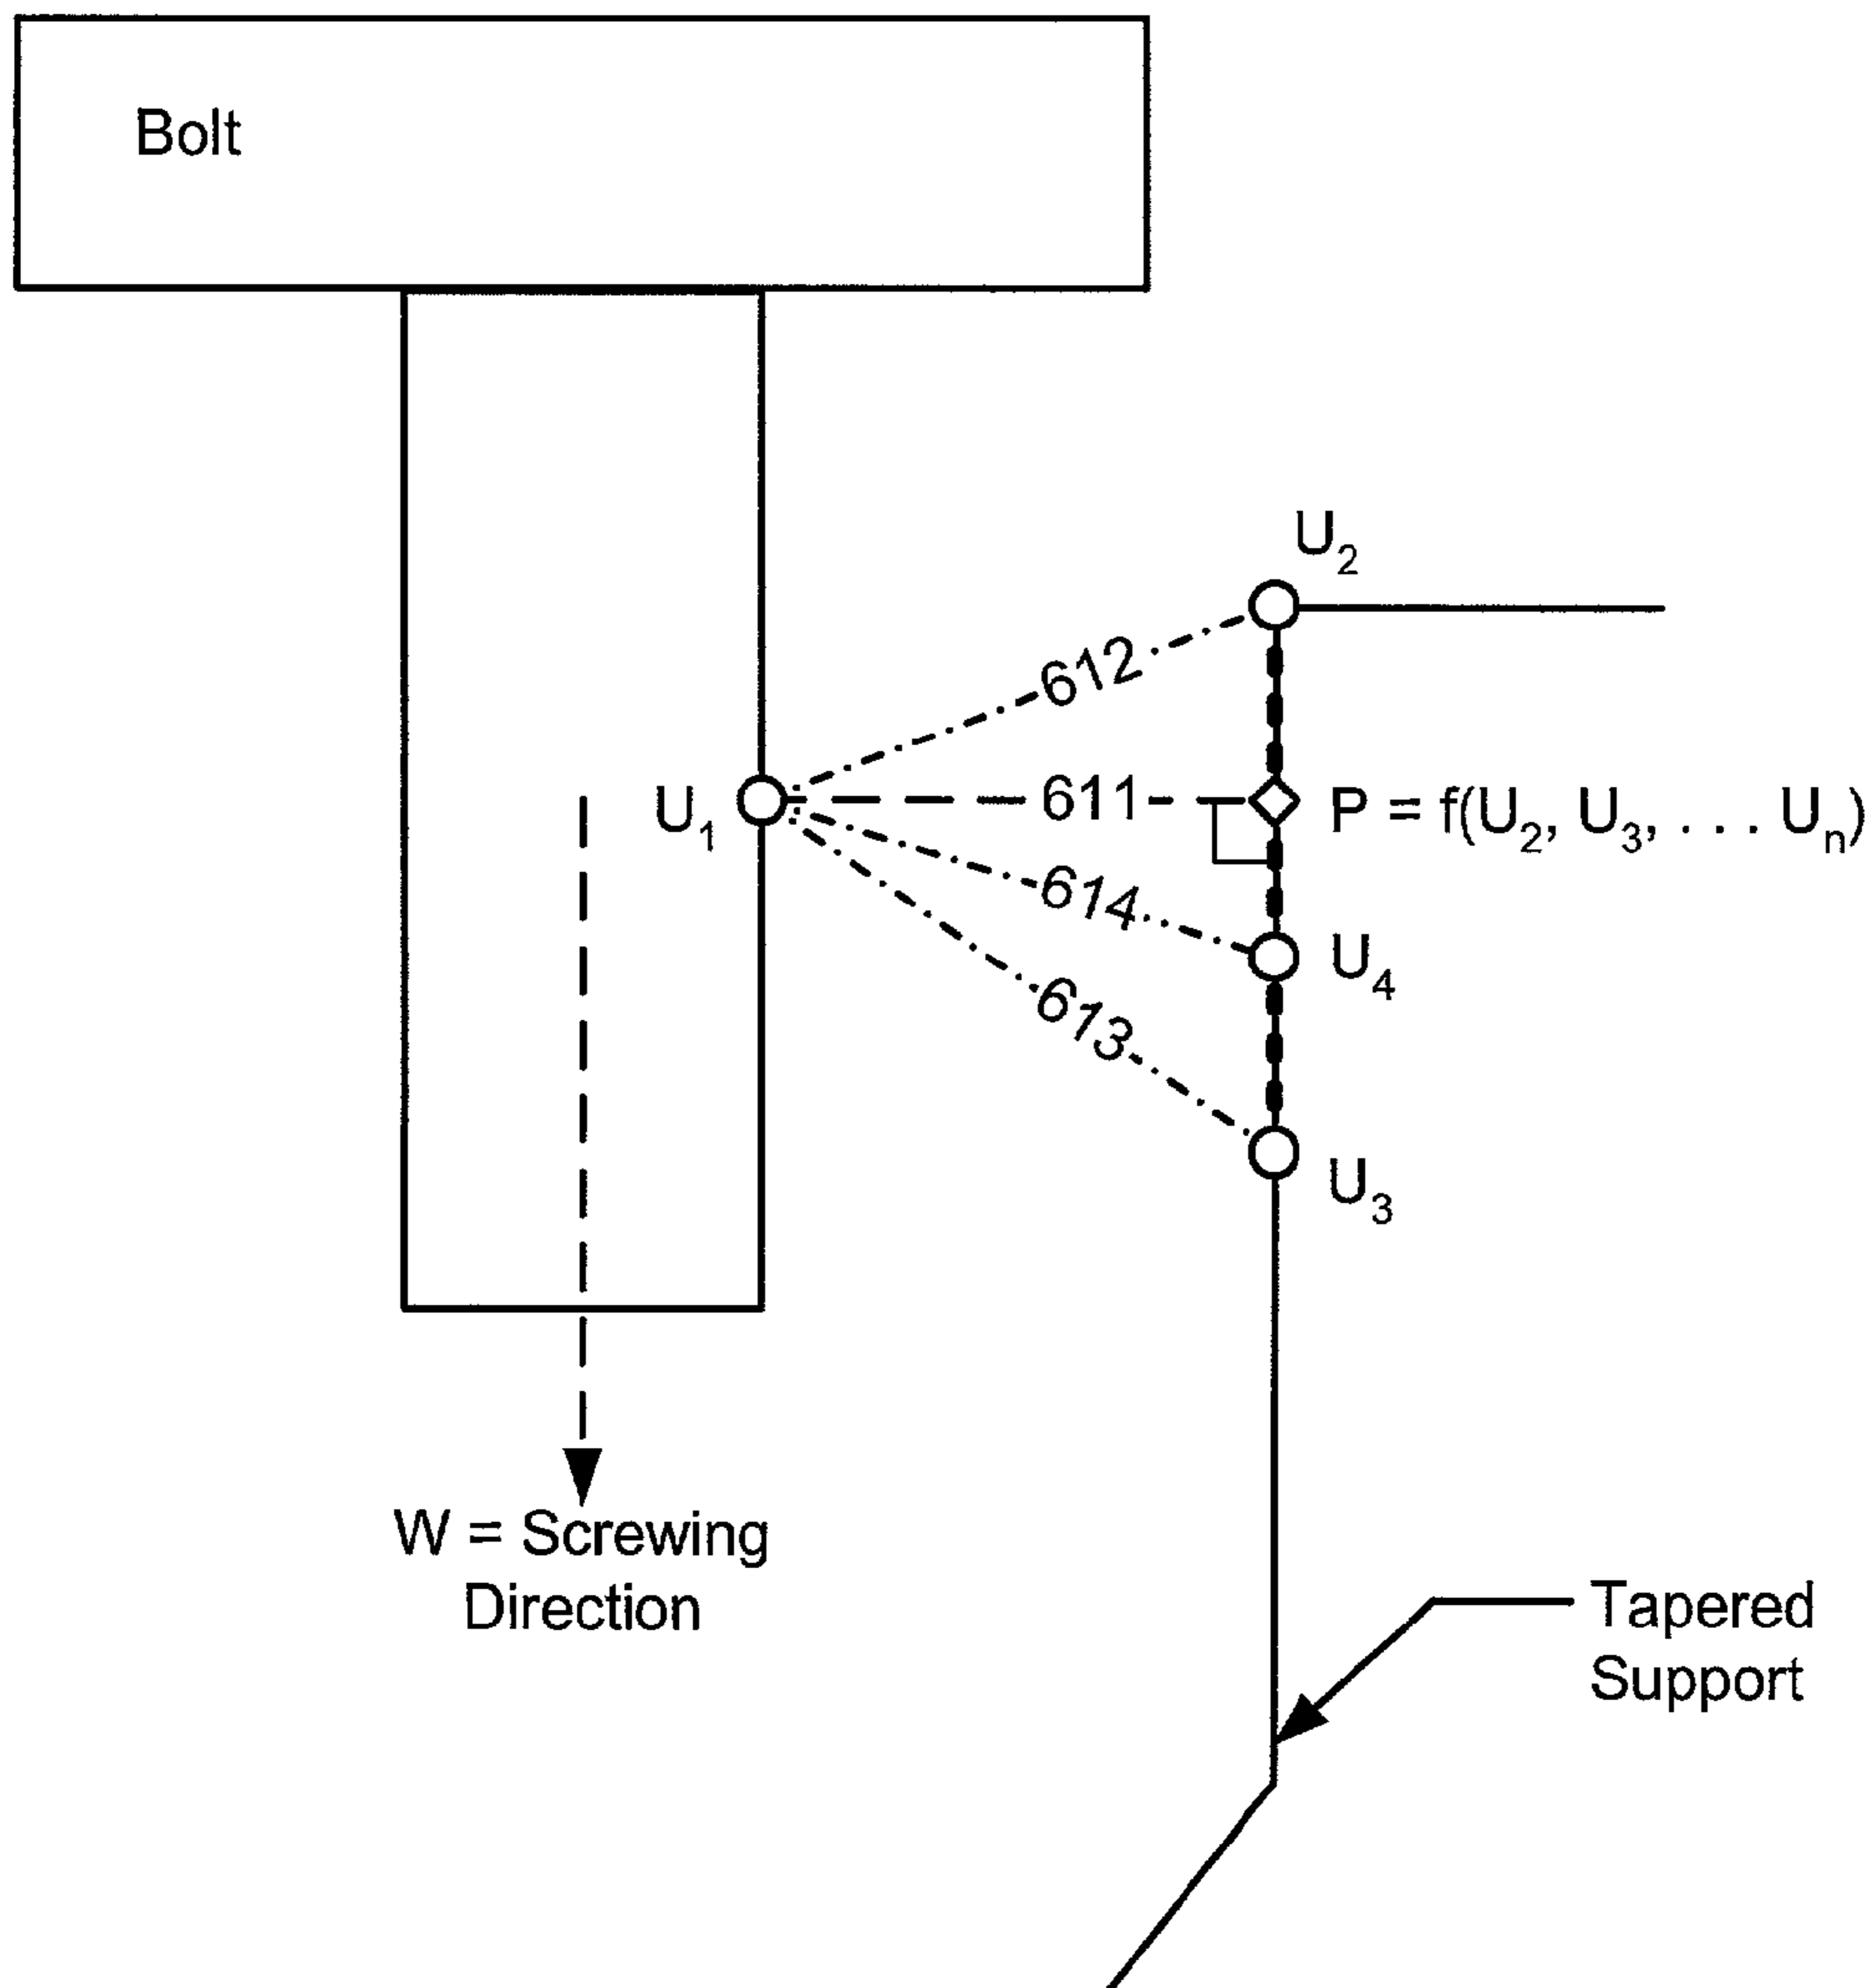 Bolt
U₂
612
U₁
611
P = f(U₂, U₃, . . . Uₙ)
614
U₄
613
U₃
W = Screwing
Direction
Tapered
Support